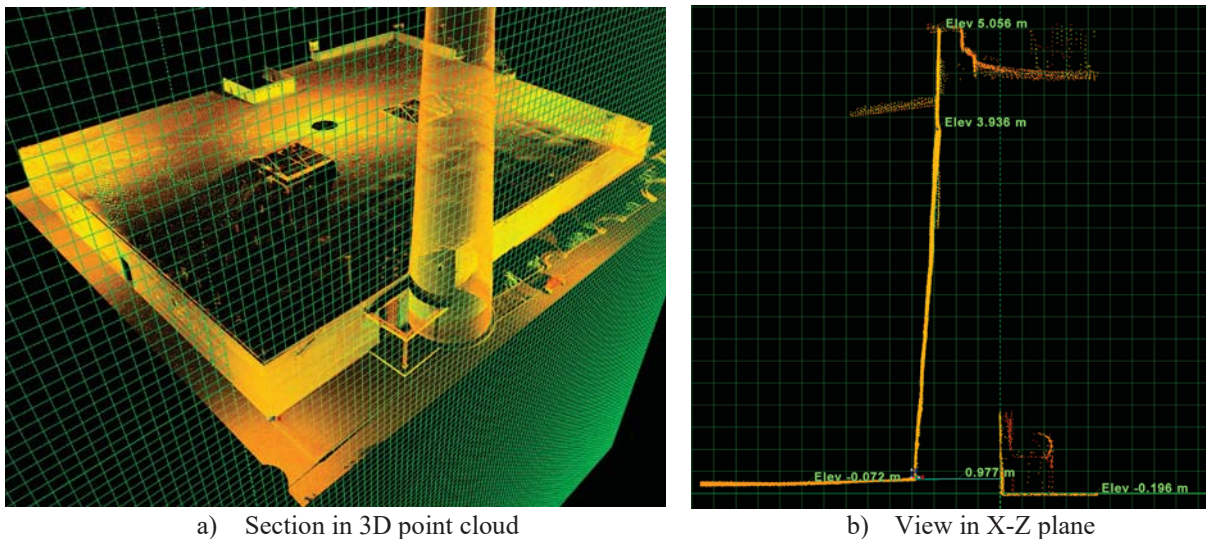 Elev 5.056 m
Elev 3.936 m
Elev -0.072 m
0.977 m
Elev -0.196 m
a) Section in 3D point cloud
b) View in X-Z plane